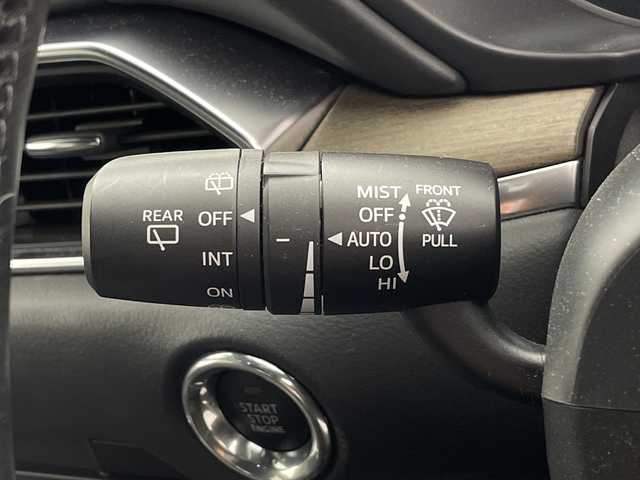 REAR
OFF
INT
ON
MIST
OFF
AUTO
LO
HI
FRONT
PULL
START
STOP
ENGINE